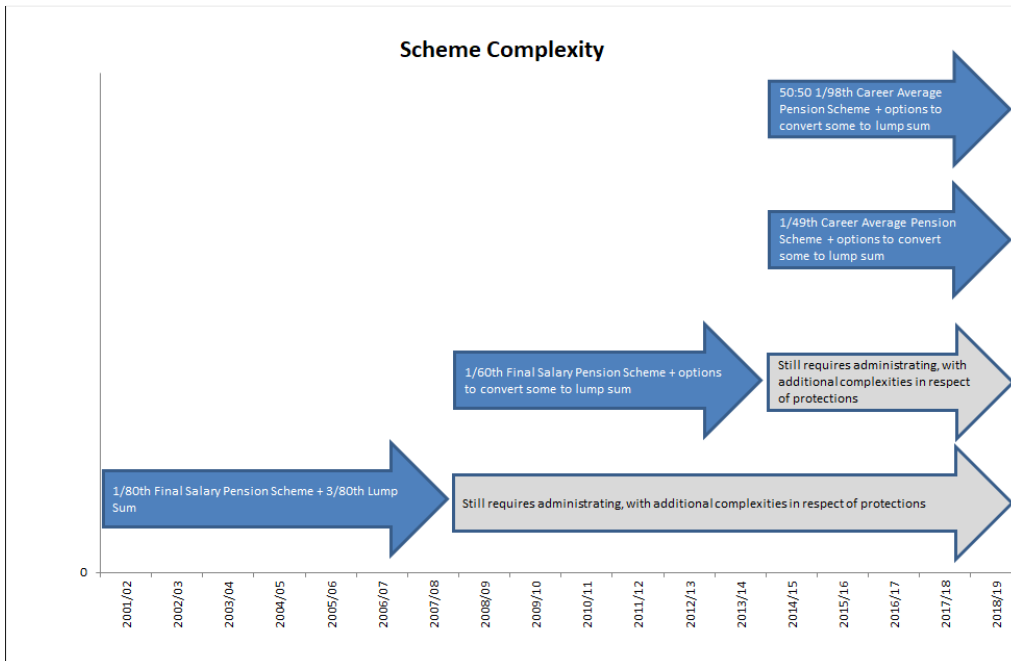 Scheme Complexity
50:50 1/98th Career Average
Pension Scheme + options to
convert some to lump sum
1/49th Career Average Pension
Scheme + options to convert
some to lump sum
1/60th Final Salary Pension Scheme + options
to convert some to lump sum
Still requires administrating, with
additional complexities in respect
of protections
1/80th Final Salary Pension Scheme + 3/80th Lump
Sum
Still requires administrating, with additional complexities in respect of protections
0
2001/02
2002/03
2003/04
2004/05
2005/06
2006/07
2007/08
2008/09
2009/10
2010/11
2011/12
2012/13
2013/14
2014/15
2015/16
2016/17
2017/18
2018/19